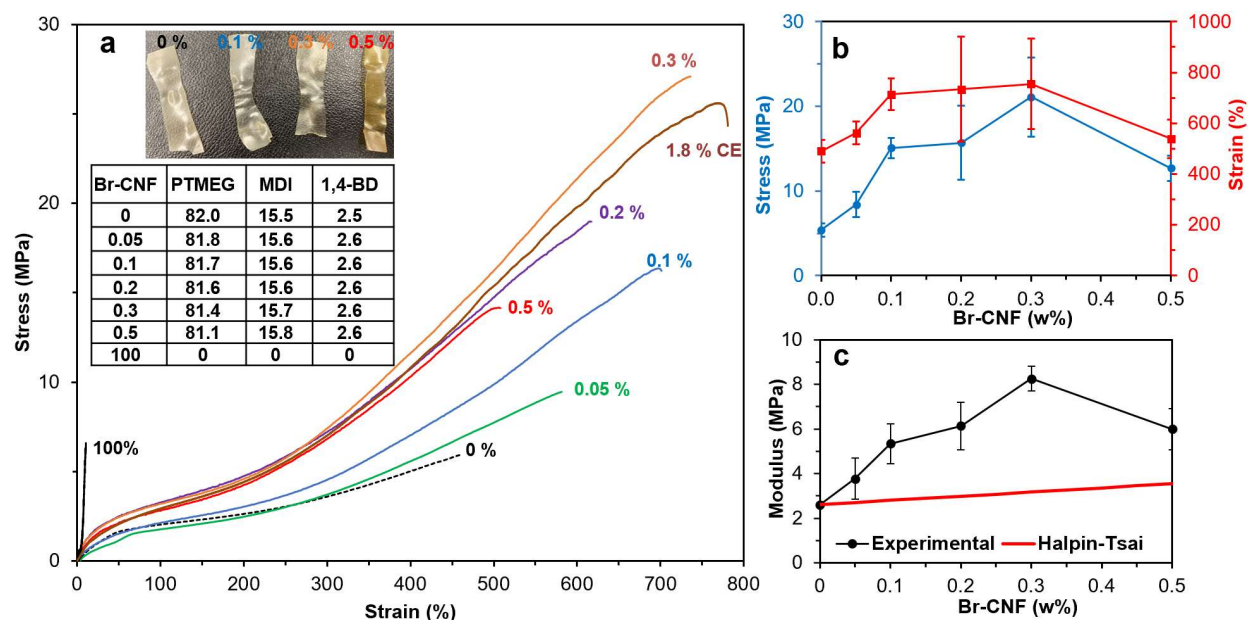 a
0 % 0.1 % 0.3 % 0.5 %
Br-CNF PTMEG MDI 1,4-BD
0 82.0 15.5 2.5
0.05 81.8 15.6 2.6
0.1 81.7 15.6 2.6
0.2 81.6 15.6 2.6
0.3 81.4 15.7 2.6
0.5 81.1 15.8 2.6
100 0 0 0
0.3 %
1.8 % CE
0.2 %
0.1 %
0.5 %
0.05 %
0 %
100%
Stress (MPa)
30
20
10
0
0 100 200 300 400 500 600 700 800
Strain (%)
b
Stress (MPa)
30
20
10
0
Strain (%)
1000
800
600
400
200
0
0.0 0.1 0.2 0.3 0.4 0.5
Br-CNF (w%)
c
Modulus (MPa)
10
8
6
4
2
0
Experimental Halpin-Tsai
0 0.1 0.2 0.3 0.4 0.5
Br-CNF (w%)